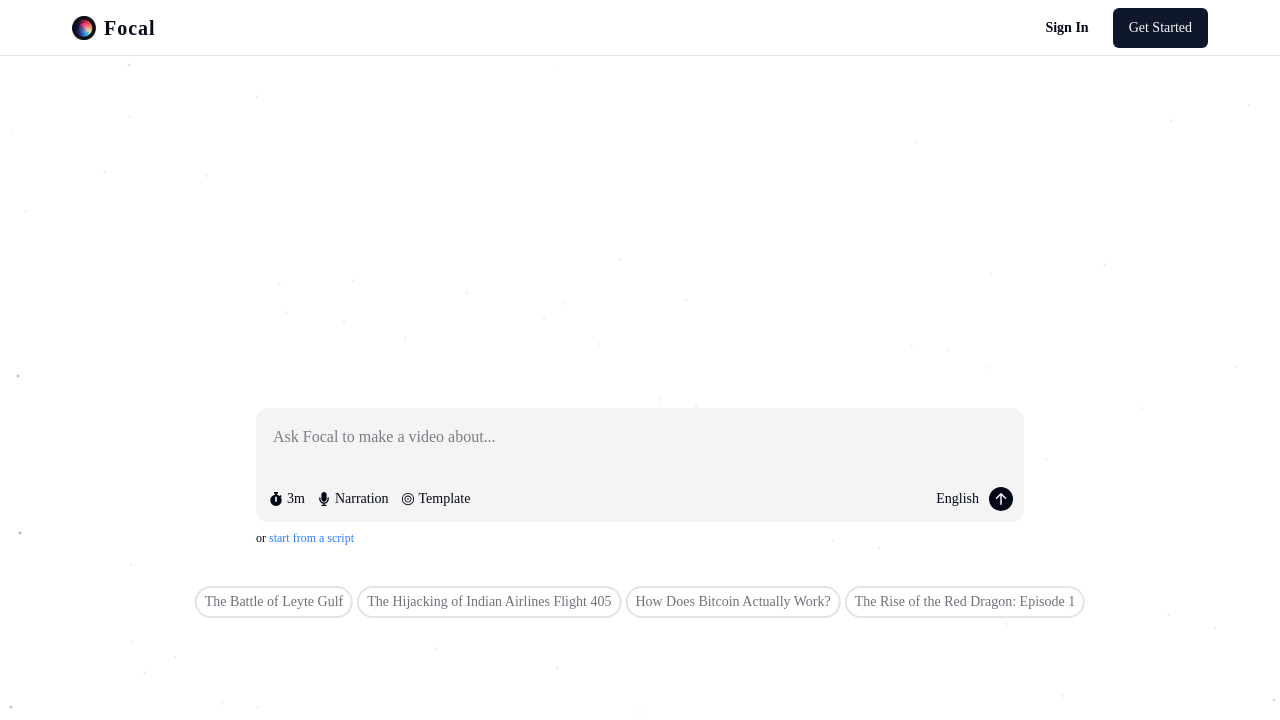 Focal
Sign In
Get Started
Ask Focal to make a video about...
3m
Narration
Template
English
or start from a script
The Battle of Leyte Gulf
The Hijacking of Indian Airlines Flight 405
How Does Bitcoin Actually Work?
The Rise of the Red Dragon: Episode 1